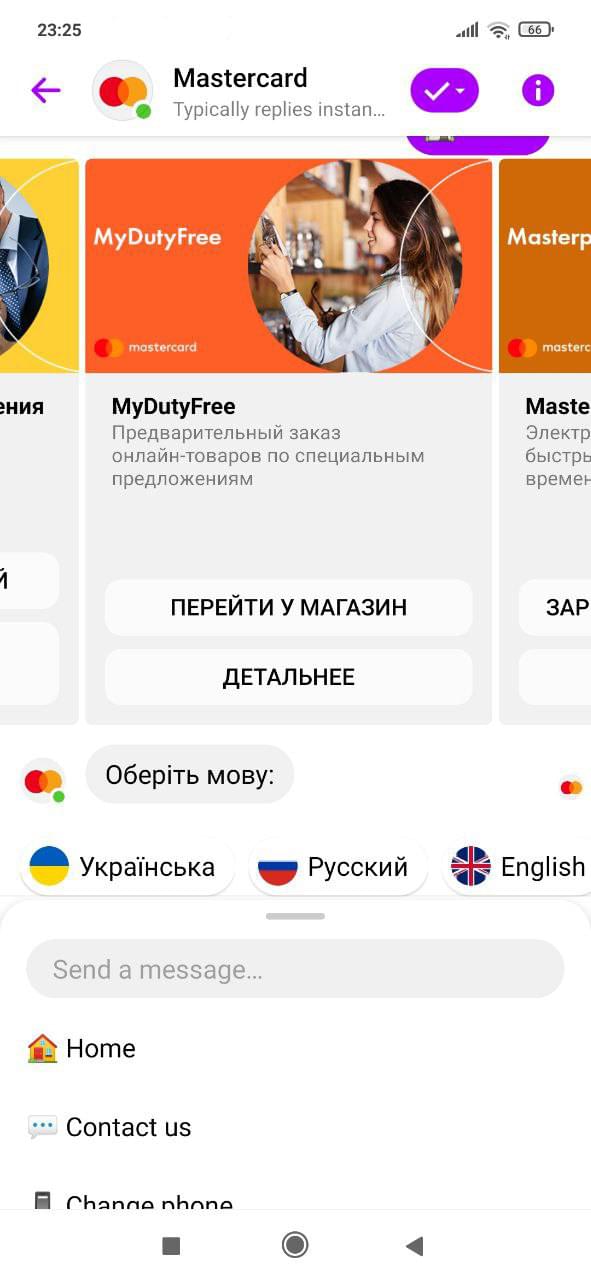 23:25
66
Mastercard
Typically replies instan...
MyDutyFree
Masterp
mastercard
masterc
ения
MyDutyFree
Предварительный заказ
онлайн-товаров по специальным
предложениям
Maste
Электр
быстры
времен
Й
ПЕРЕЙТИ У МАГАЗИН
ЗАР
ДЕТАЛЬНЕЕ
Оберіть мову:
Українська
Русский
English
Send a message...
Home
Contact us
Change phone